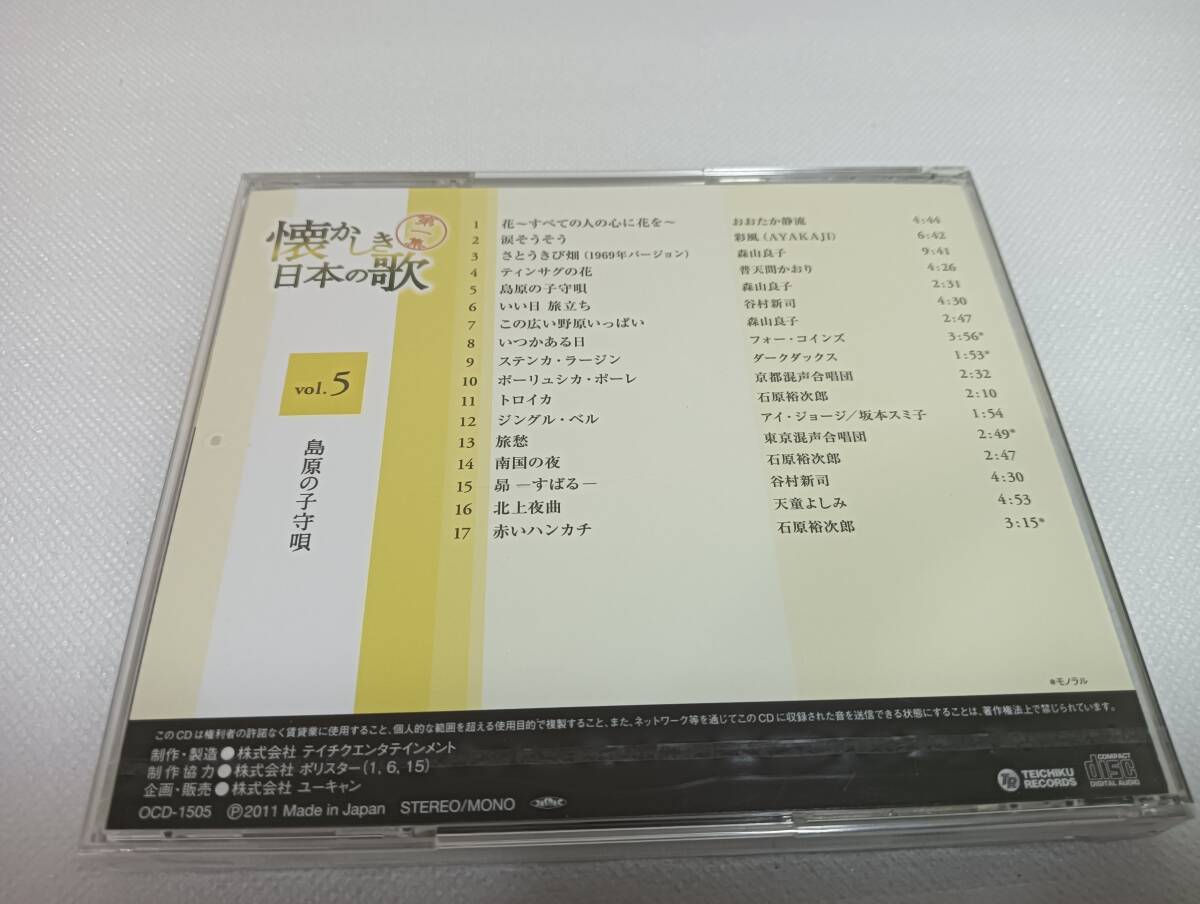 懐かしき
日本の歌
第一集
vol.5
島原の子守唄
1 花～すべての人の心に花を～ おおたか静流 4:44
2 涙そうそう 彩風(AYAKAJI) 6:42
3 さとうきび畑(1969年バージョン) 森山良子 9:41
4 ティンサグの花 普天間かおり 4:26
5 島原の子守唄 森山良子 2:31
6 いい日 旅立ち 谷村新司 4:30
7 この広い野原いっぱい 森山良子 2:47
8 いつかある日 フォー・コインズ 3:56*
9 ステンカ・ラージン ダークダックス 1:53*
10 ポーリュシカ・ポーレ 京都混声合唱団 2:32
11 トロイカ 石原裕次郎 2:10
12 ジングル・ベル アイ・ジョージ/坂本スミ子 1:54
13 旅愁 東京混声合唱団 2:49*
14 南国の夜 石原裕次郎 2:47
15 昴 ―すばる― 谷村新司 4:30
16 北上夜曲 天童よしみ 4:53
17 赤いハンカチ 石原裕次郎 3:15*
*モノラル
このCDは権利者の許諾なく賃貸業に使用すること、個人的な範囲を超える使用目的で複製すること、また、ネットワーク等を通じてこのCDに収録された音を送信できる状態にすることは、著作権法上で禁じられています。
制作・製造●株式会社 テイチクエンタテインメント
制作協力●株式会社 ポリスター(1,6,15)
企画・販売●株式会社 ユーキャン
OCD-1505 Ⓟ2011 Made in Japan STEREO/MONO
TEICHIKU RECORDS
COMPACT disc DIGITAL AUDIO